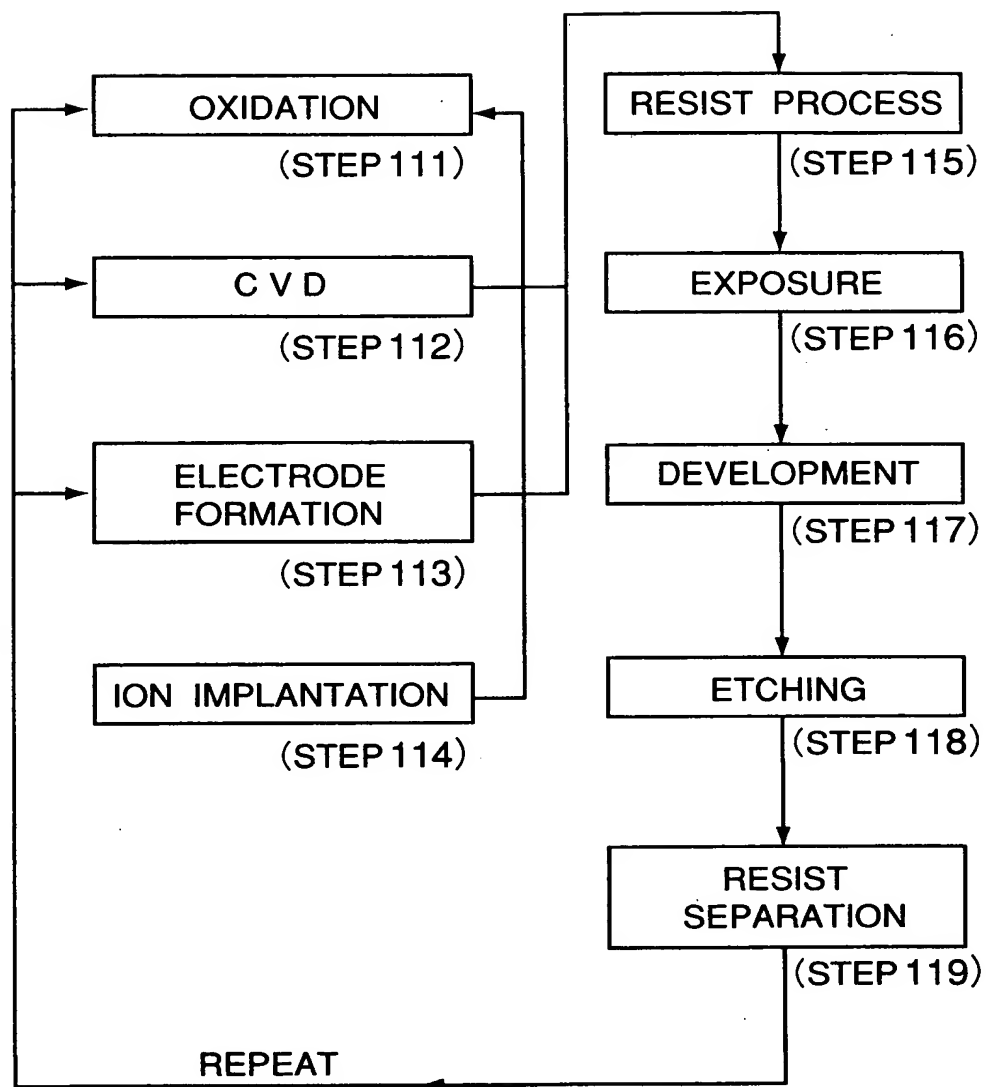 OXIDATION
(STEP 111)
C V D
(STEP 112)
ELECTRODE
FORMATION
(STEP 113)
ION IMPLANTATION
(STEP 114)
RESIST PROCESS
(STEP 115)
EXPOSURE
(STEP 116)
DEVELOPMENT
(STEP 117)
ETCHING
(STEP 118)
RESIST
SEPARATION
(STEP 119)
REPEAT